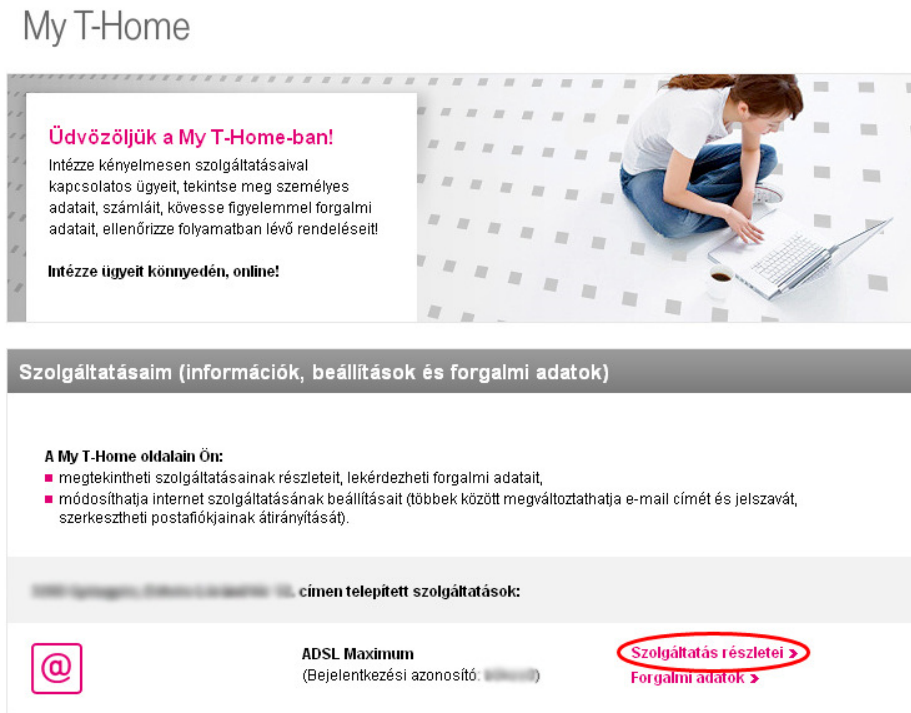 My T-Home
Üdvözöljük a My T-Home-ban!
Intézze kényelmesen szolgáltatásaival
kapcsolatos ügyeit, tekintse meg személyes
adatait, számláit, kövesse figyelemmel forgalmi
adatait, ellenőrizze folyamatban lévő rendeléseit!
Intézze ügyeit könnyedén, online!
Szolgáltatásaim (információk, beállítások és forgalmi adatok)
A My T-Home oldalain Ön:
megtekintheti szolgáltatásainak részleteit, lekérdezheti forgalmi adatait,
módosíthatja internet szolgáltatásának beállításait (többek között megváltoztathatja e-mail címét és jelszavát,
szerkesztheti postafiókjainak átirányítását).
címen telepített szolgáltatások:
@
ADSL Maximum
Szolgáltatás részletei >
(Bejelentkezési azonosító: )
Forgalmi adatok >